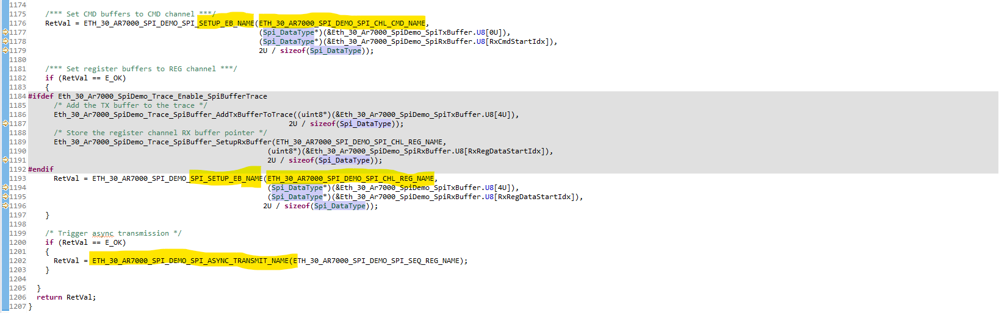 1174
1175 /*** Set CMD buffers to CMD channel ***/
1176 RetVal = ETH_30_AR7000_SPI_DEMO_SPI_SETUP_EB_NAME(ETH_30_AR7000_SPI_DEMO_SPI_CHL_CMD_NAME,
1177 (Spi_DataType*)(&Eth_30_Ar7000_SpiDemo_SpiTxBuffer.U8[0U]),
1178 (Spi_DataType*)(&Eth_30_Ar7000_SpiDemo_SpiRxBuffer.U8[RxCmdStartIdx]),
1179 2U / sizeof(Spi_DataType));
1180
1181 /*** Set register buffers to REG channel ***/
1182 if (RetVal == E_OK)
1183 {
1184 #ifdef Eth_30_Ar7000_SpiDemo_Trace_Enable_SpiBufferTrace
1185 /* Add the TX buffer to the trace */
1186 Eth_30_Ar7000_SpiDemo_Trace_SpiBuffer_AddTxBufferToTrace((uint8*)(&Eth_30_Ar7000_SpiDemo_SpiTxBuffer.U8[4U]),
1187 2U / sizeof(Spi_DataType));
1188 /* Store the register channel RX buffer pointer */
1189 Eth_30_Ar7000_SpiDemo_Trace_SpiBuffer_SetupRxBuffer(ETH_30_AR7000_SPI_DEMO_SPI_CHL_REG_NAME,
1190 (uint8*)(&Eth_30_Ar7000_SpiDemo_SpiRxBuffer.U8[RxRegDataStartIdx]),
1191 2U / sizeof(Spi_DataType));
1192 #endif
1193 RetVal = ETH_30_AR7000_SPI_DEMO_SPI_SETUP_EB_NAME(ETH_30_AR7000_SPI_DEMO_SPI_CHL_REG_NAME,
1194 (Spi_DataType*)(&Eth_30_Ar7000_SpiDemo_SpiTxBuffer.U8[4U]),
1195 (Spi_DataType*)(&Eth_30_Ar7000_SpiDemo_SpiRxBuffer.U8[RxRegDataStartIdx]),
1196 2U / sizeof(Spi_DataType));
1197 }
1198
1199 /* Trigger async transmission */
1200 if (RetVal == E_OK)
1201 {
1202 RetVal = ETH_30_AR7000_SPI_DEMO_SPI_ASYNC_TRANSMIT_NAME(ETH_30_AR7000_SPI_DEMO_SPI_SEQ_REG_NAME);
1203 }
1204
1205 }
1206 return RetVal;
1207 }